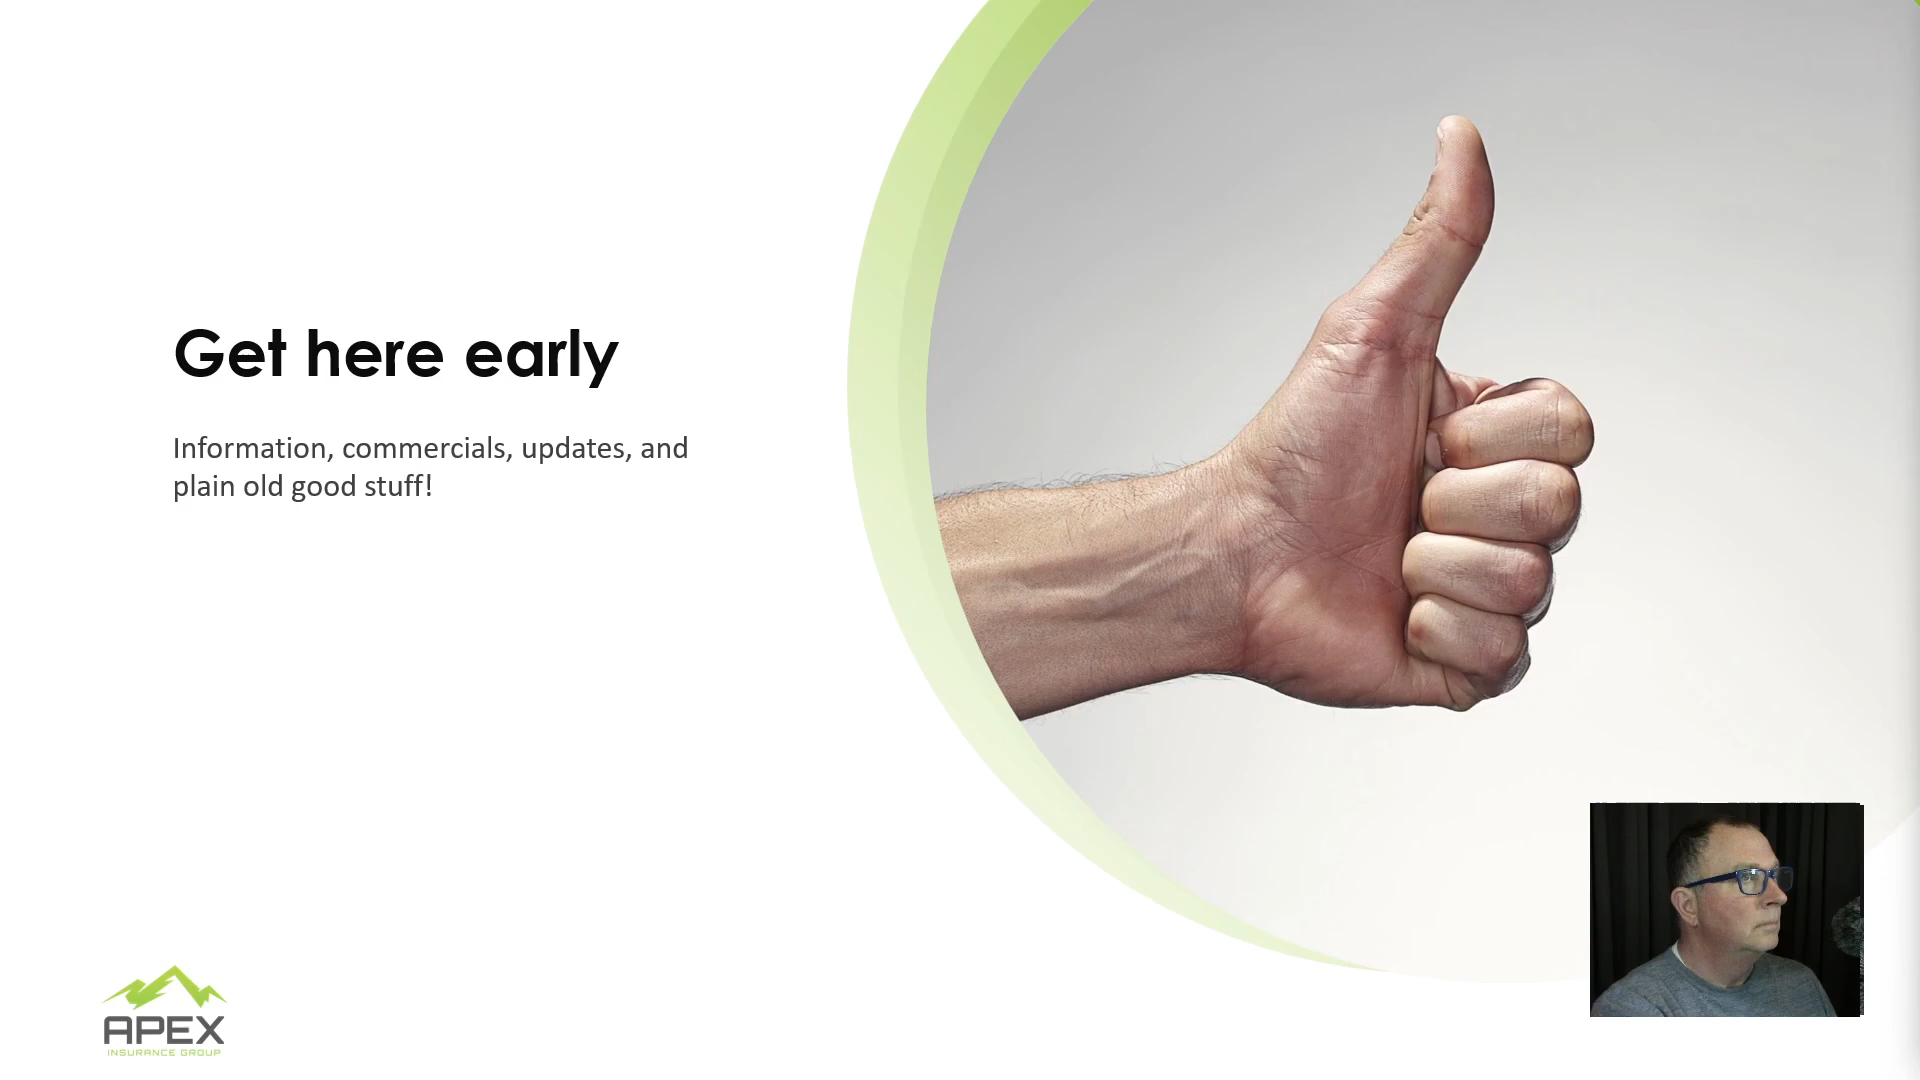 Get here early
Information, commercials, updates, and
plain old good stuff!
APEX
INSURANCE GROUP